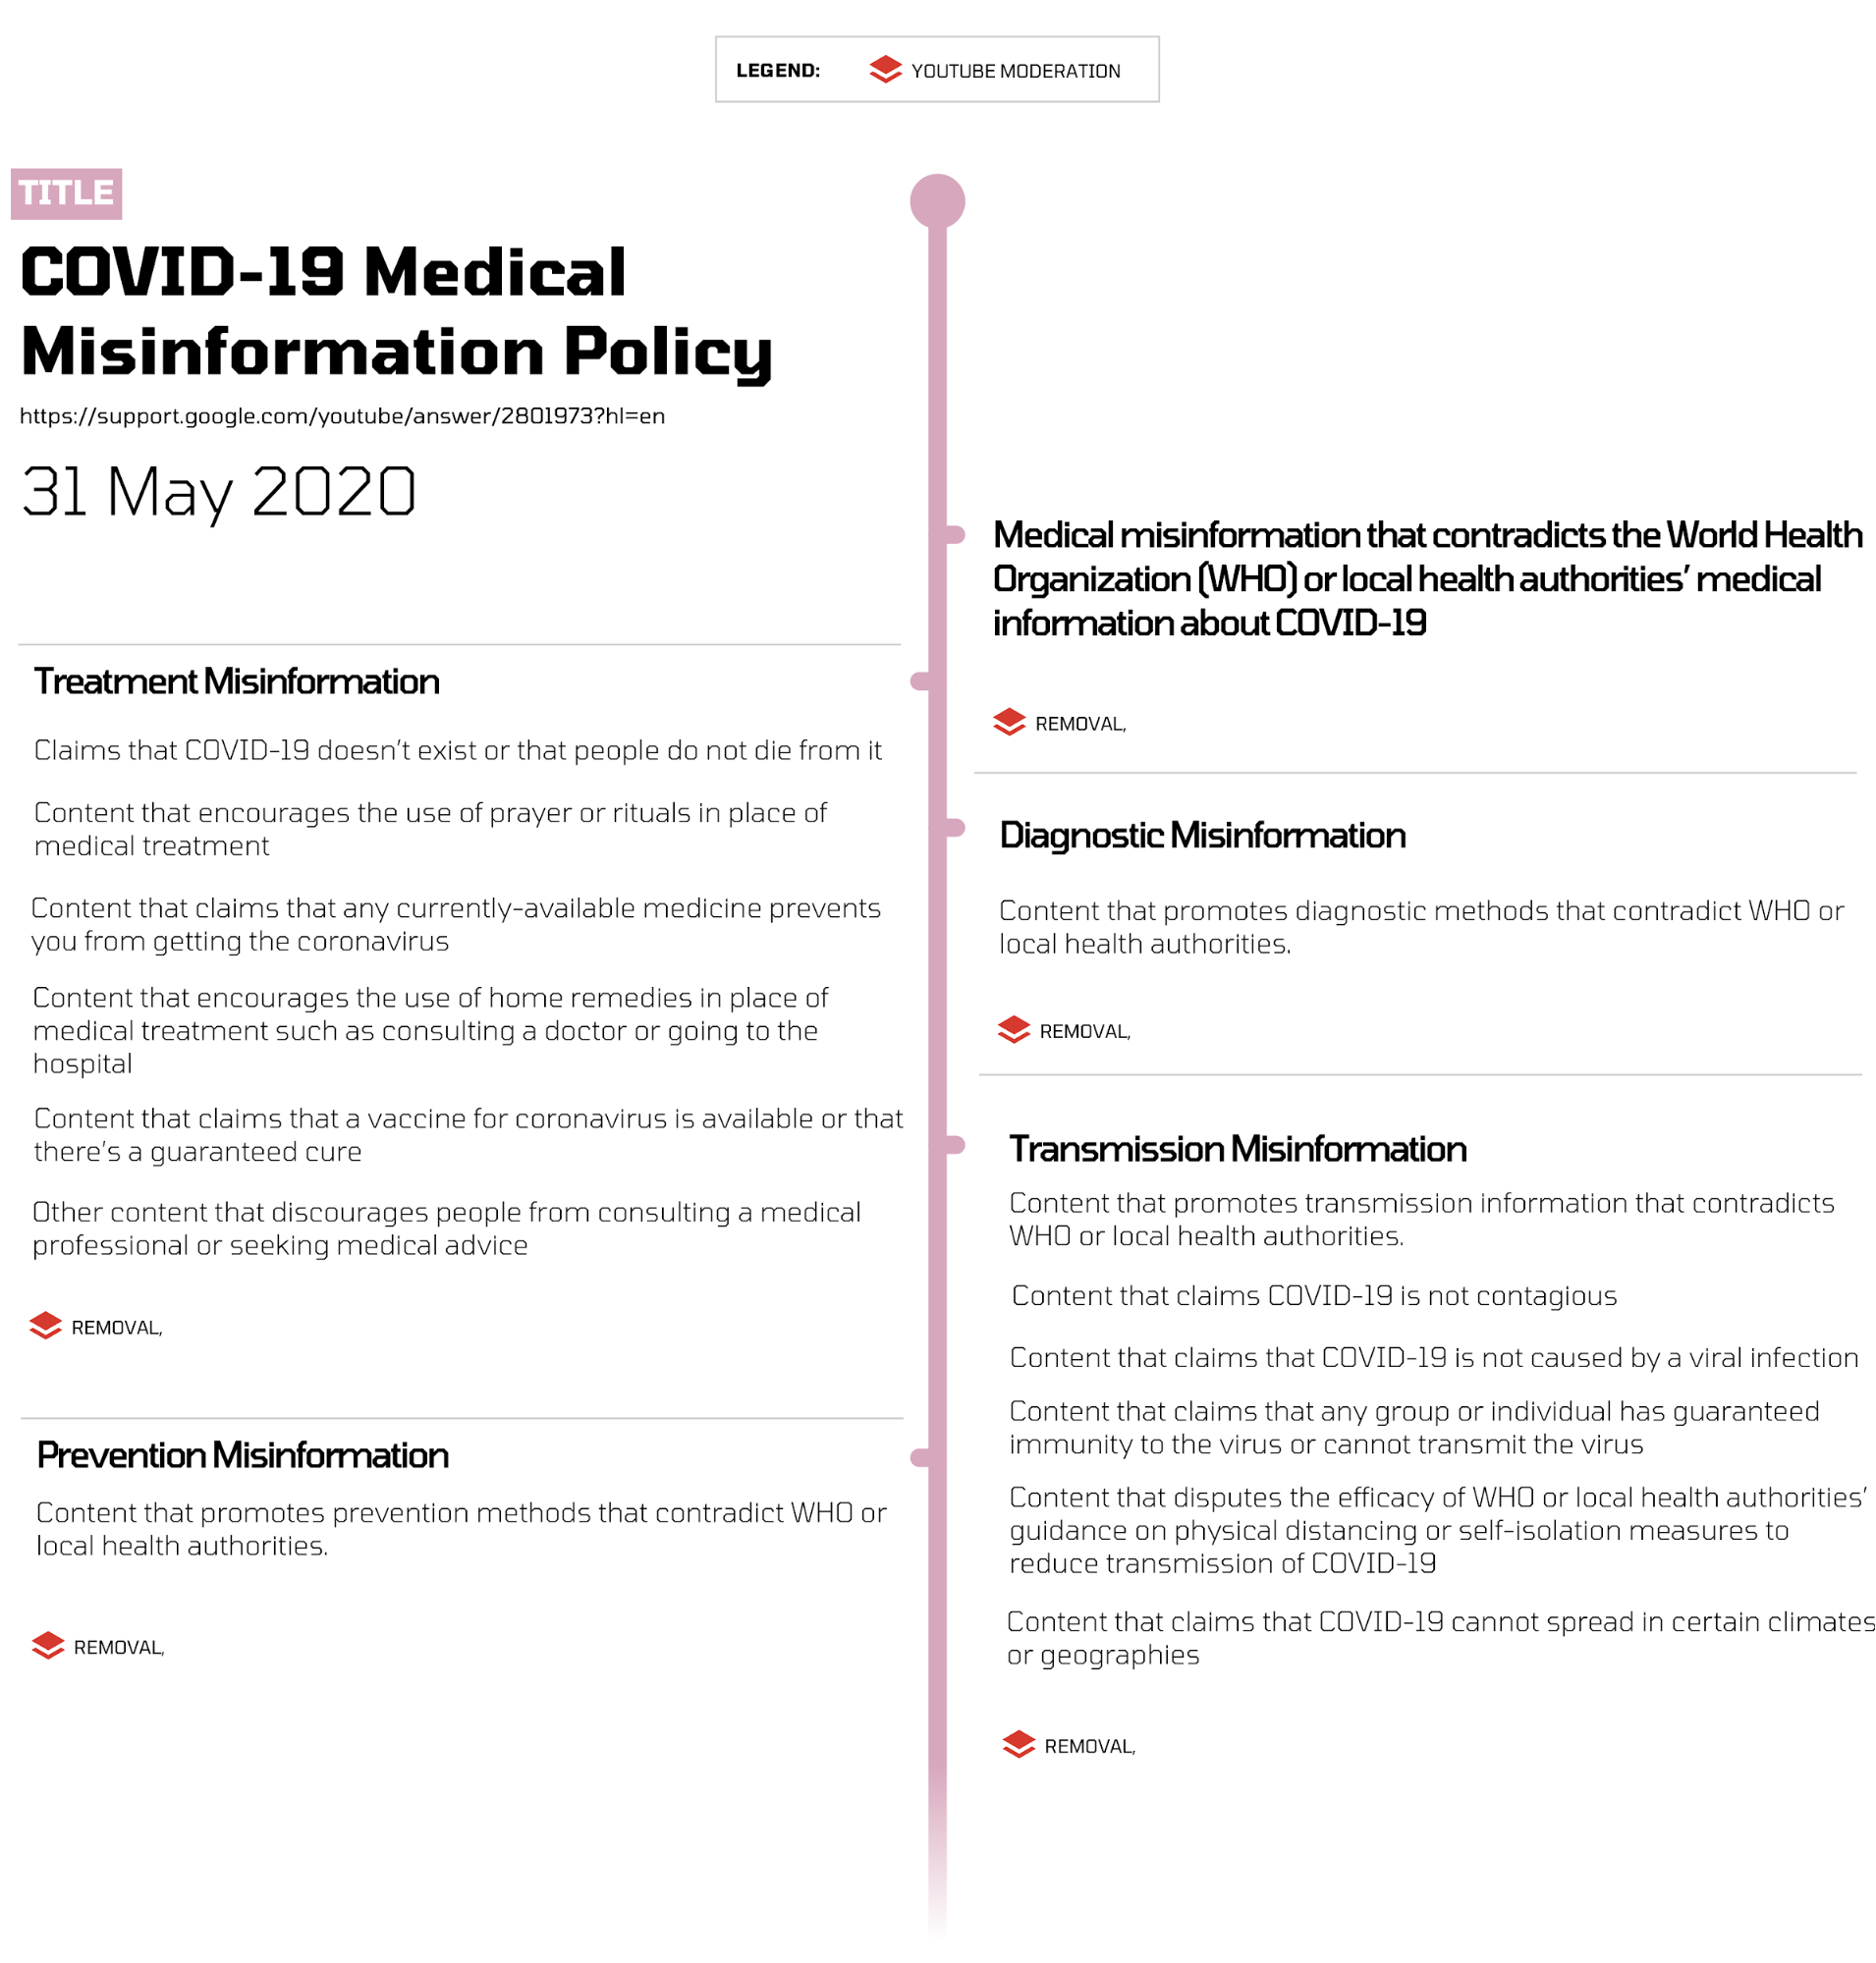 LEGEND: YOUTUBE MODERATION
TITLE
COVID-19 Medical
Misinformation Policy
https://support.google.com/youtube/answer/2801973?hl=en
31 May 2020
Medical misinformation that contradicts the World Health
Organization (WHO) or local health authorities’ medical
information about COVID-19
REMOVAL,
Treatment Misinformation
Claims that COVID-19 doesn’t exist or that people do not die from it
Content that encourages the use of prayer or rituals in place of
medical treatment
Content that claims that any currently-available medicine prevents
you from getting the coronavirus
Content that encourages the use of home remedies in place of
medical treatment such as consulting a doctor or going to the
hospital
Content that claims that a vaccine for coronavirus is available or that
there’s a guaranteed cure
Other content that discourages people from consulting a medical
professional or seeking medical advice
REMOVAL,
Diagnostic Misinformation
Content that promotes diagnostic methods that contradict WHO or
local health authorities.
REMOVAL,
Transmission Misinformation
Content that promotes transmission information that contradicts
WHO or local health authorities.
Content that claims COVID-19 is not contagious
Content that claims that COVID-19 is not caused by a viral infection
Content that claims that any group or individual has guaranteed
immunity to the virus or cannot transmit the virus
Content that disputes the efficacy of WHO or local health authorities’
guidance on physical distancing or self-isolation measures to
reduce transmission of COVID-19
Content that claims that COVID-19 cannot spread in certain climates
or geographies
REMOVAL,
Prevention Misinformation
Content that promotes prevention methods that contradict WHO or
local health authorities.
REMOVAL,